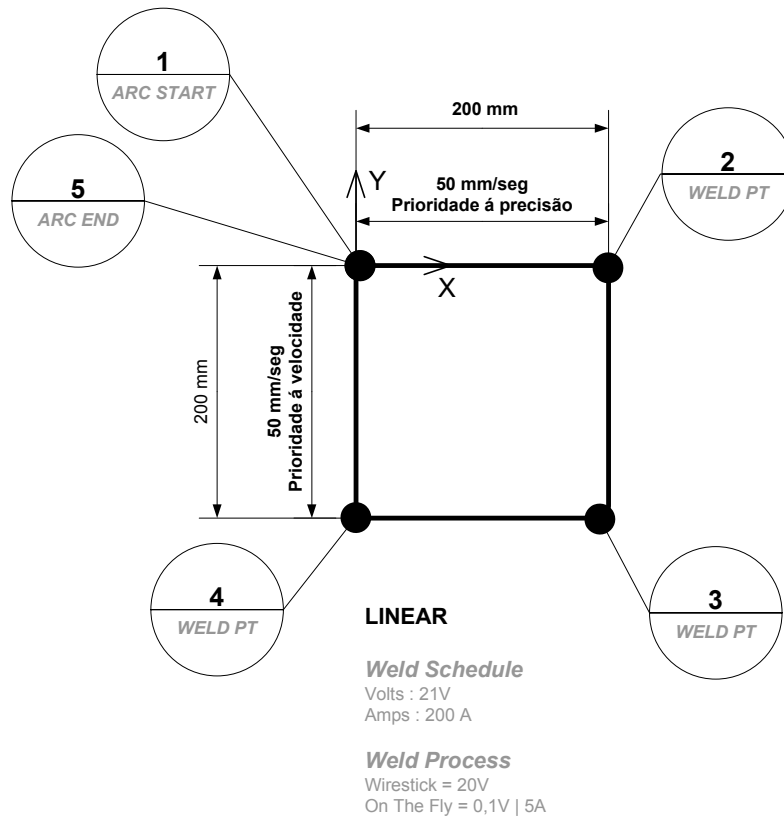 1
ARC START
200 mm
2
WELD PT
5
ARC END
Y
50 mm/seg
Prioridade á precisão
X
200 mm
50 mm/seg
Prioridade á velocidade
4
WELD PT
3
WELD PT
LINEAR
Weld Schedule
Volts : 21V
Amps : 200 A
Weld Process
Wirestick = 20V
On The Fly = 0,1V | 5A